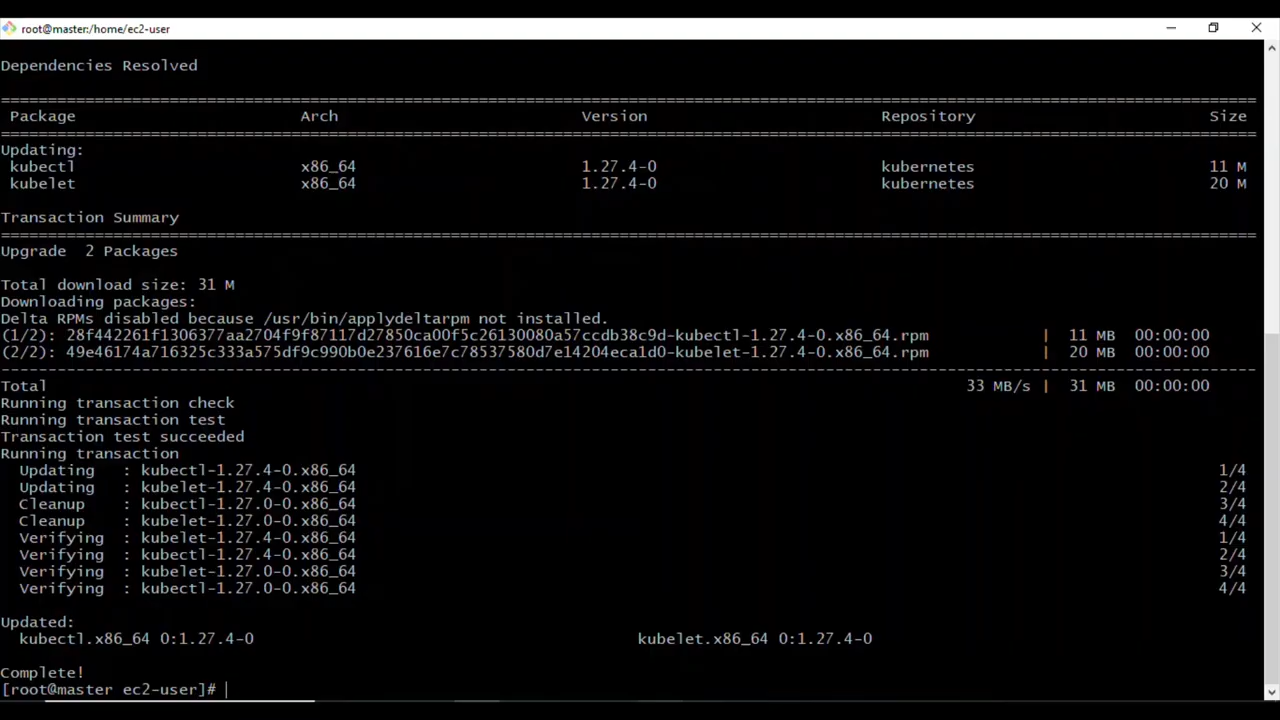 root@master:/home/ec2-user
Dependencies Resolved
================================================================================
Package Arch Version Repository Size
================================================================================
Updating:
kubectl x86_64 1.27.4-0 kubernetes 11 M
kubelet x86_64 1.27.4-0 kubernetes 20 M
Transaction Summary
================================================================================
Upgrade  2 Packages
Total download size: 31 M
Downloading packages:
Delta RPMs disabled because /usr/bin/applydeltarpm not installed.
(1/2): 28f442261f1306377aa2704f9f87117d27850ca00f5c26130080a57ccdb38c9d-kubectl-1.27.4-0.x86_64.rpm | 11 MB 00:00:00
(2/2): 49e46174a716325c333a575df9c990b0e237616e7c78537580d7e14204eca1d0-kubelet-1.27.4-0.x86_64.rpm | 20 MB 00:00:00
--------------------------------------------------------------------------------
Total 33 MB/s | 31 MB 00:00:00
Running transaction check
Running transaction test
Transaction test succeeded
Running transaction
Updating : kubectl-1.27.4-0.x86_64 1/4
Updating : kubelet-1.27.4-0.x86_64 2/4
Cleanup : kubectl-1.27.0-0.x86_64 3/4
Cleanup : kubelet-1.27.0-0.x86_64 4/4
Verifying : kubelet-1.27.4-0.x86_64 1/4
Verifying : kubectl-1.27.4-0.x86_64 2/4
Verifying : kubelet-1.27.0-0.x86_64 3/4
Verifying : kubectl-1.27.0-0.x86_64 4/4
Updated:
kubectl.x86_64 0:1.27.4-0 kubelet.x86_64 0:1.27.4-0
Complete!
[root@master ec2-user]#